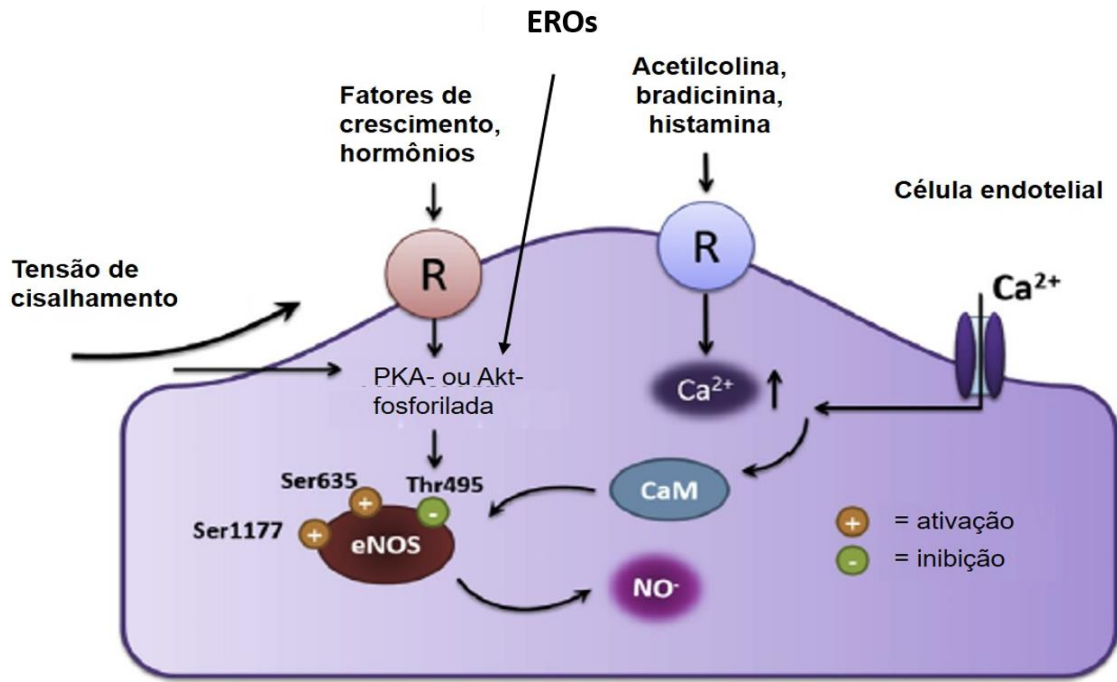 EROs
Acetilcolina,
bradicinina,
histamina
Fatores de
crescimento,
hormônios
Célula endotelial
R
R
Tensão de
cisalhamento
Ca²⁺
PKA- ou Akt-
fosforilada
Ca²⁺
Ser635
Thr495
CaM
Ser1177
+
+
-
eNOS
+ = ativação
- = inibição
NO-